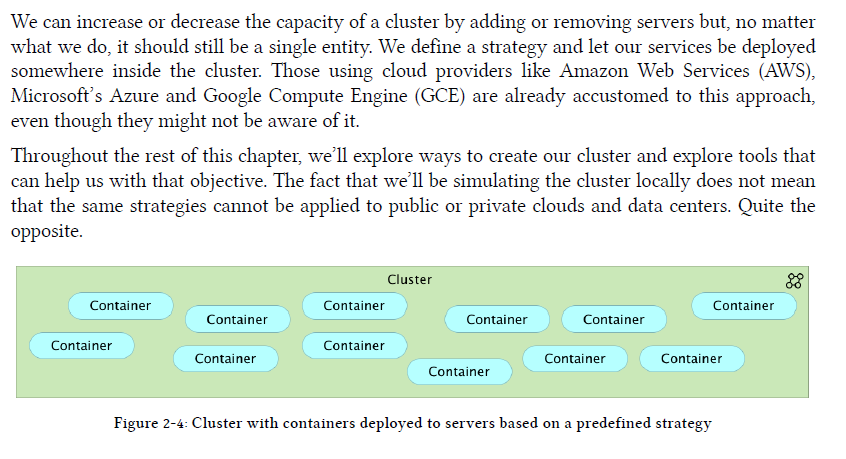 We can increase or decrease the capacity of a cluster by adding or removing servers but, no matter
what we do, it should still be a single entity. We define a strategy and let our services be deployed
somewhere inside the cluster. Those using cloud providers like Amazon Web Services (AWS),
Microsoft's Azure and Google Compute Engine (GCE) are already accustomed to this approach,
even though they might not be aware of it.
Throughout the rest of this chapter, we'll explore ways to create our cluster and explore tools that
can help us with that objective. The fact that we'll be simulating the cluster locally does not mean
that the same strategies cannot be applied to public or private clouds and data centers. Quite the
opposite.
Cluster
Container
Container
Container
Container
Container
Container
Container
Container
Container
Container
Container
Container
Figure 2-4: Cluster with containers deployed to servers based on a predefined strategy